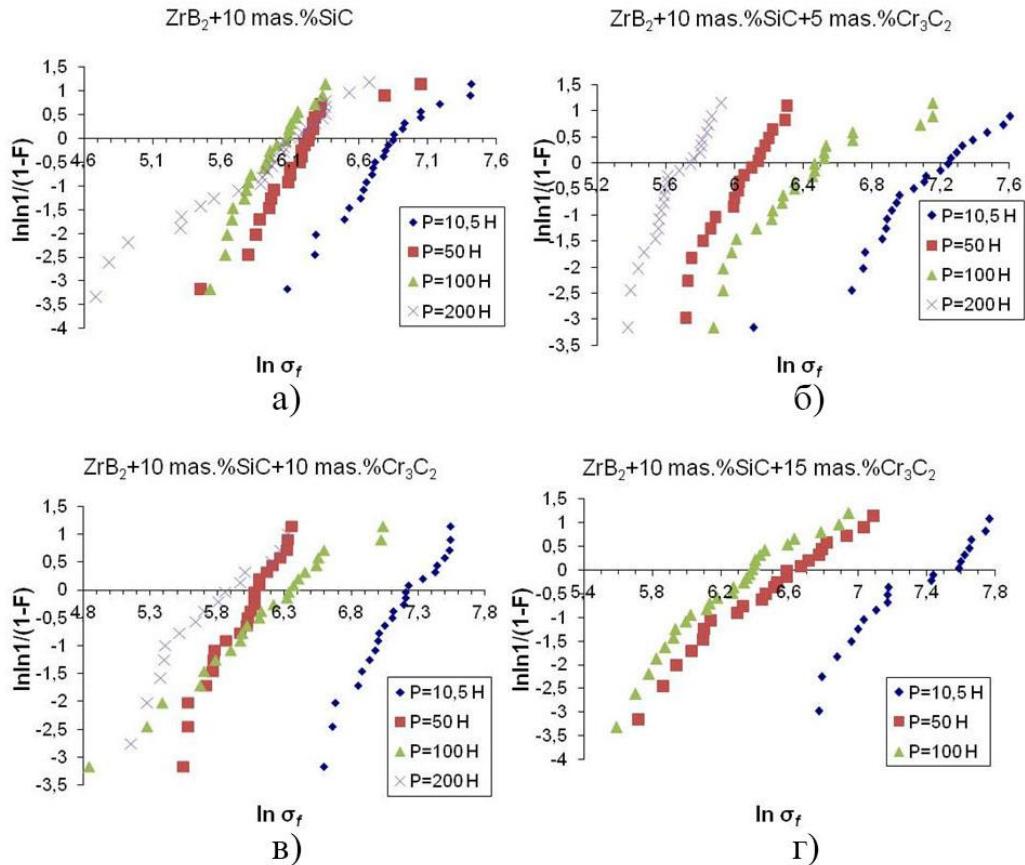 ZrB₂+10 mas.%SiC
lnln1/(1-F)
1,5
1
0,5
0
-0,5
-1
-1,5
-2
-2,5
-3
-3,5
-4
4,6 5,1 5,6 6,1 6,6 7,1 7,6
P=10,5 H
P=50 H
P=100 H
P=200 H
ln σf
а)
ZrB₂+10 mas.%SiC+5 mas.%Cr₃C₂
lnln1/(1-F)
1,5
1
0,5
0
-0,5
-1
-1,5
-2
-2,5
-3
-3,5
5,2 5,6 6 6,4 6,8 7,2 7,6
P=10,5 H
P=50 H
P=100 H
P=200 H
ln σf
б)
ZrB₂+10 mas.%SiC+10 mas.%Cr₃C₂
lnln1/(1-F)
1,5
1
0,5
0
-0,5
-1
-1,5
-2
-2,5
-3
-3,5
4,8 5,3 5,8 6,3 6,8 7,3 7,8
P=10,5 H
P=50 H
P=100 H
P=200 H
ln σf
в)
ZrB₂+10 mas.%SiC+15 mas.%Cr₃C₂
lnln1/(1-F)
1,5
1
0,5
0
-0,5
-1
-1,5
-2
-2,5
-3
-3,5
-4
5,4 5,8 6,2 6,6 7 7,4 7,8
P=10,5 H
P=50 H
P=100 H
ln σf
г)